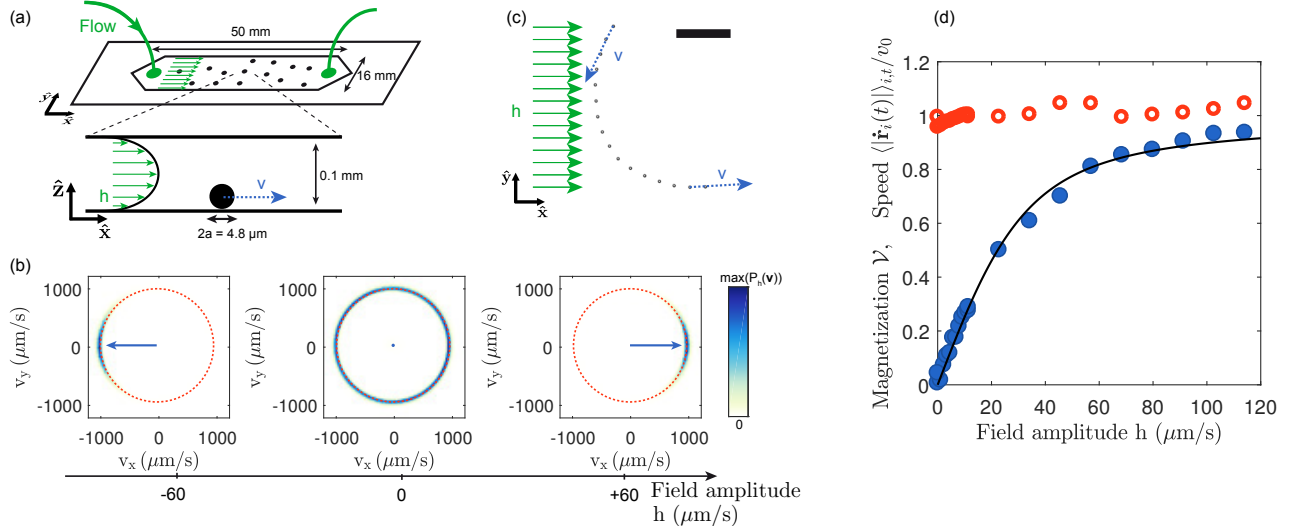 (a)
Flow
50 mm
16 mm
ŷ
x̂
h
v
0.1 mm
ẑ
x̂
2a = 4.8 µm
(b)
1000
0
-1000
v_y (µm/s)
-1000 0 1000
v_x (µm/s)
1000
0
-1000
v_y (µm/s)
-1000 0 1000
v_x (µm/s)
1000
0
-1000
v_y (µm/s)
-1000 0 1000
v_x (µm/s)
max(P_h(v))
0
-60 0 +60
Field amplitude
h (µm/s)
(c)
v
h
v
ŷ
x̂
(d)
Magnetization 𝒱, Speed ⟨|ṙ_i(t)|⟩_{i,t}/v_0
1.2
1
0.8
0.6
0.4
0.2
0
0 20 40 60 80 100 120
Field amplitude h (µm/s)